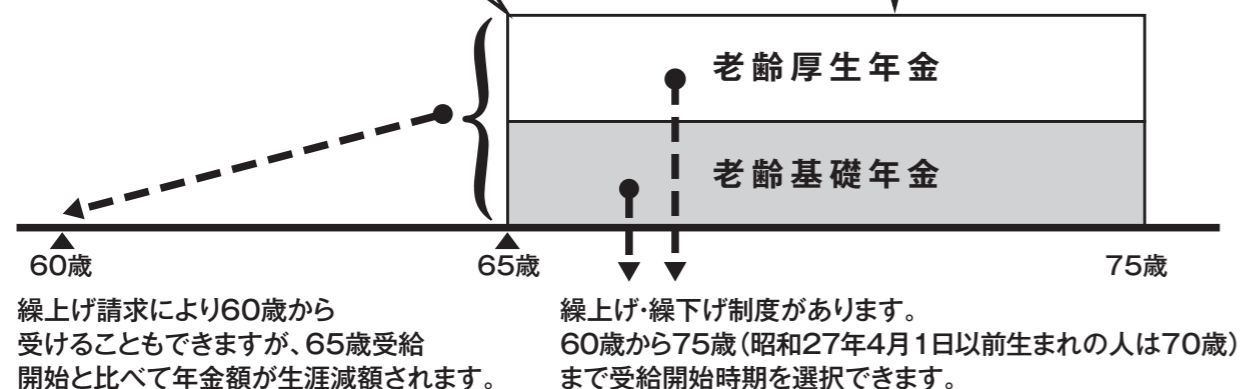 老齢厚生年金
老齢基礎年金
60歳
65歳
75歳
繰上げ請求により60歳から
受けることもできますが、65歳受給
開始と比べて年金額が生涯減額されます。
繰上げ・繰下げ制度があります。
60歳から75歳(昭和27年4月1日以前生まれの人は70歳)
まで受給開始時期を選択できます。